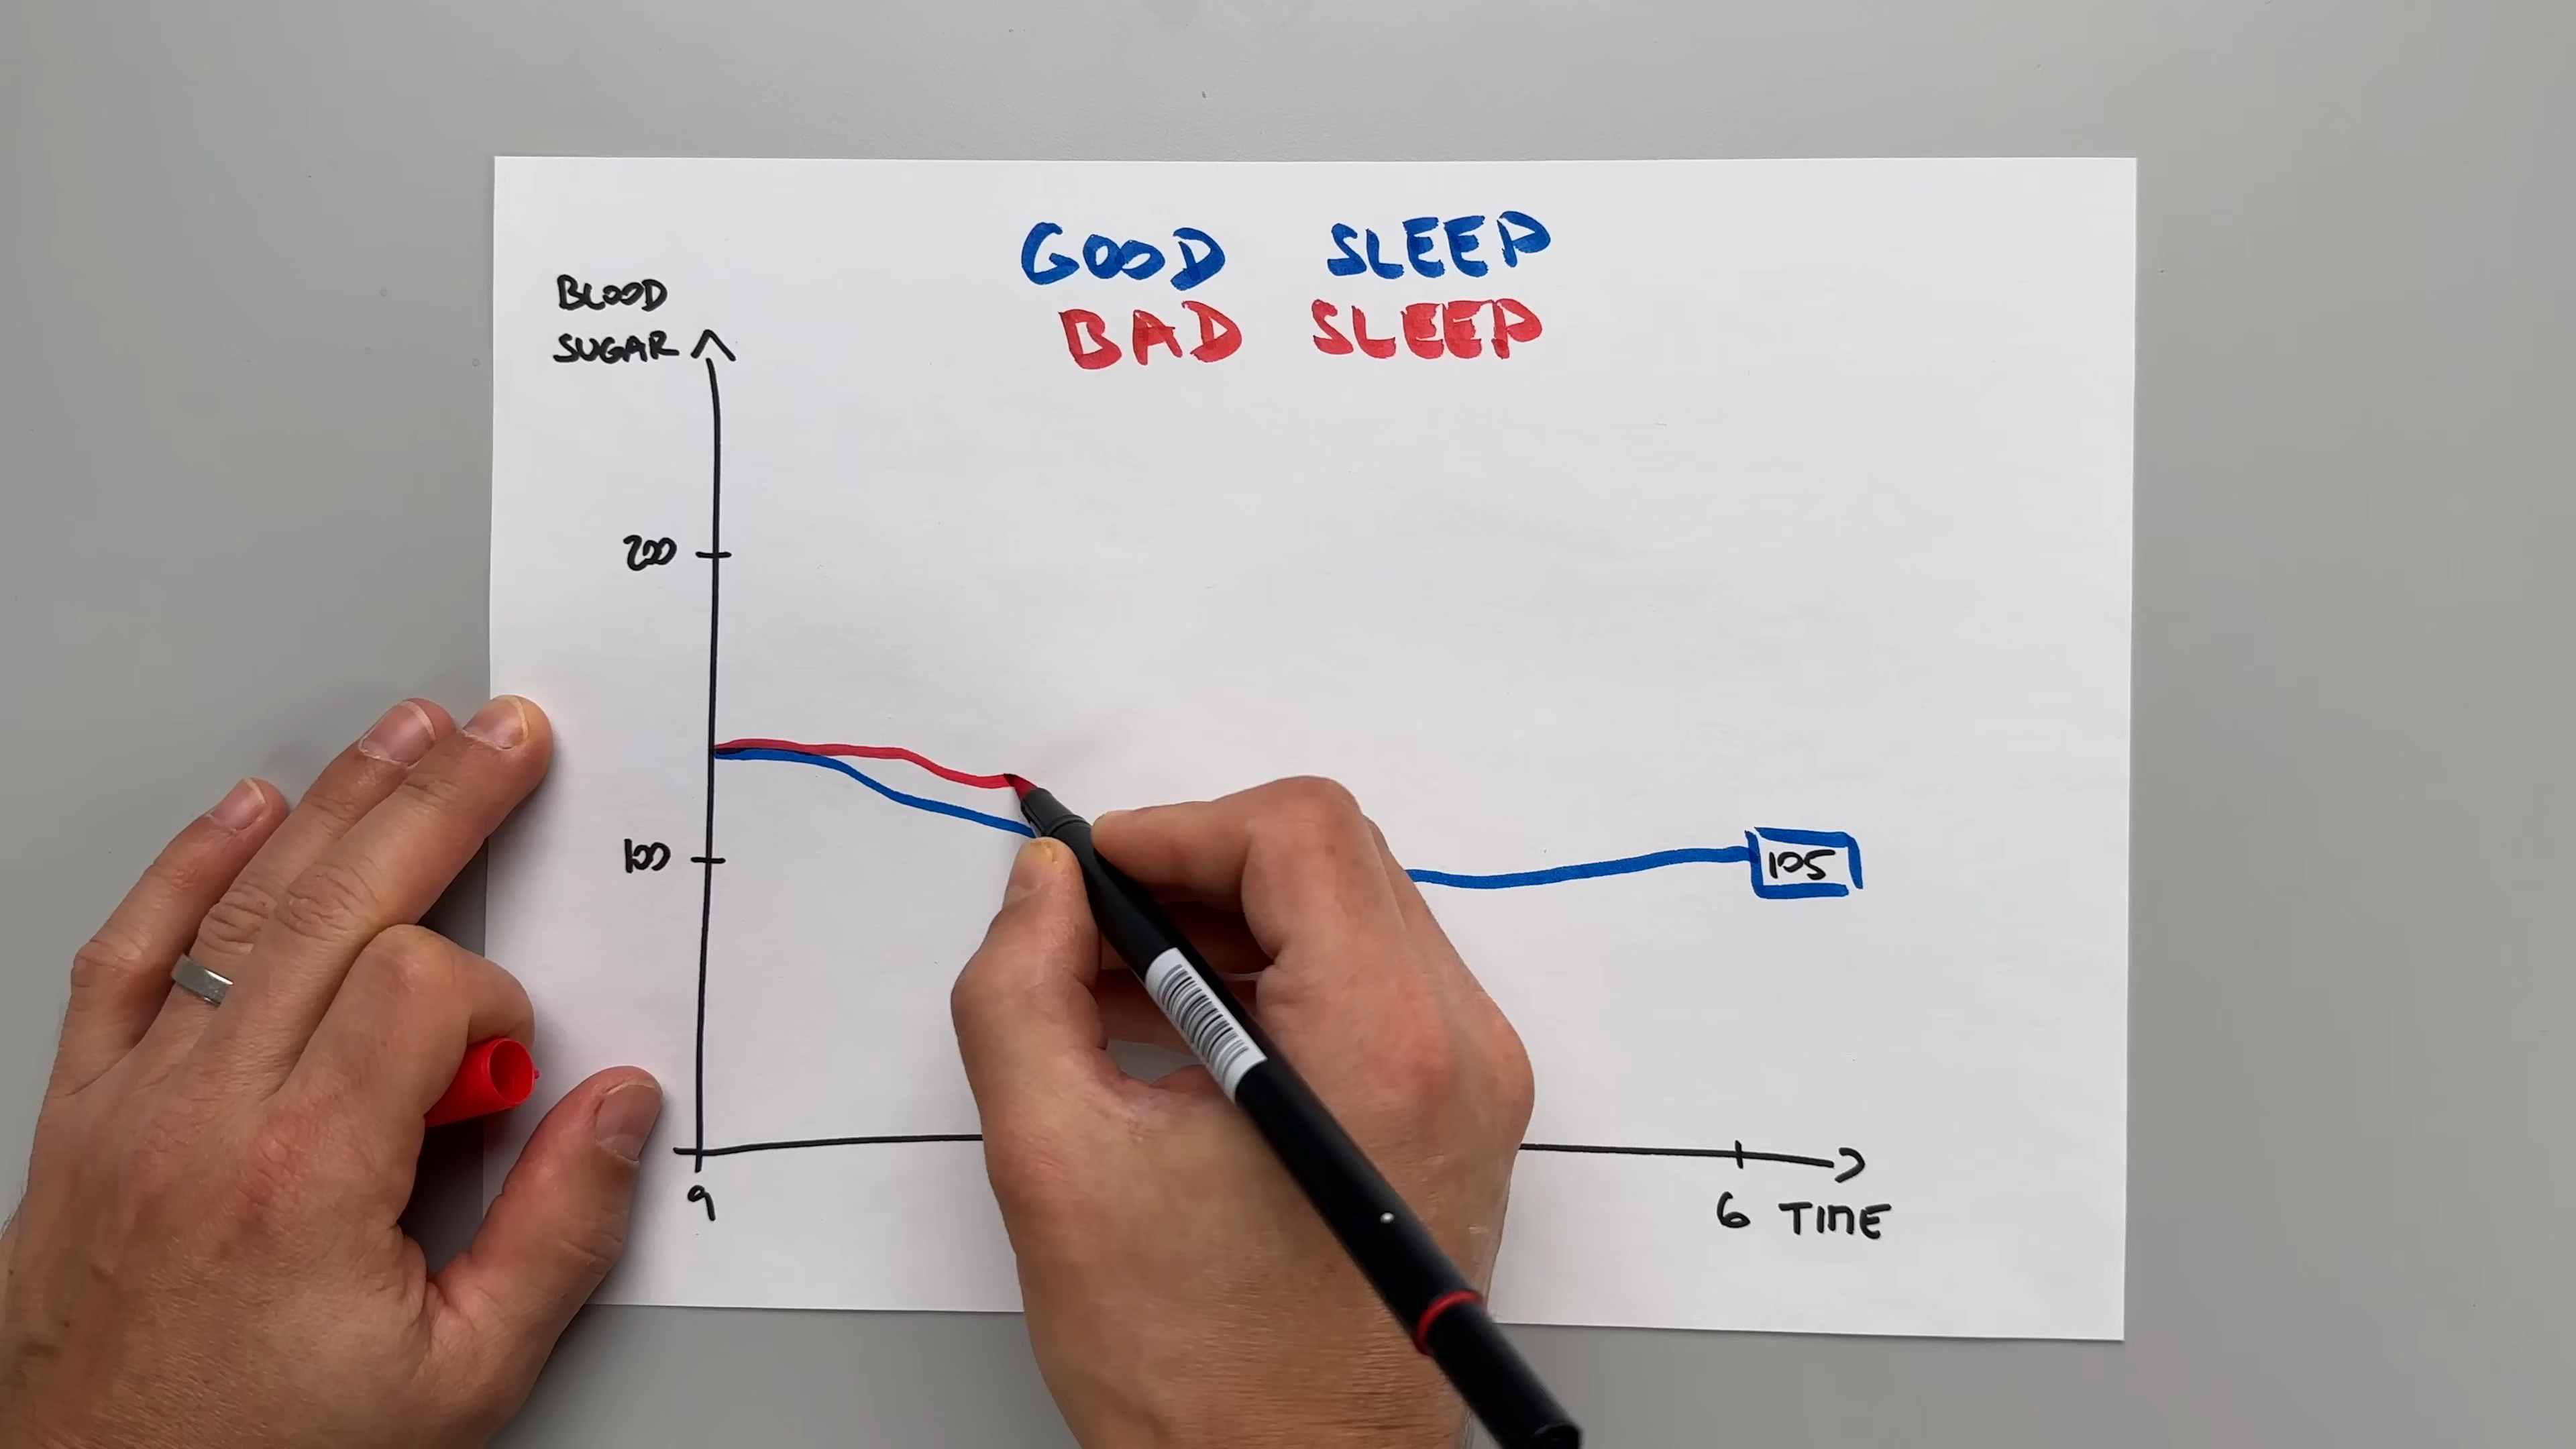 GOOD SLEEP
BAD SLEEP
BLOOD
SUGAR
200
100
105
9
6 TIME